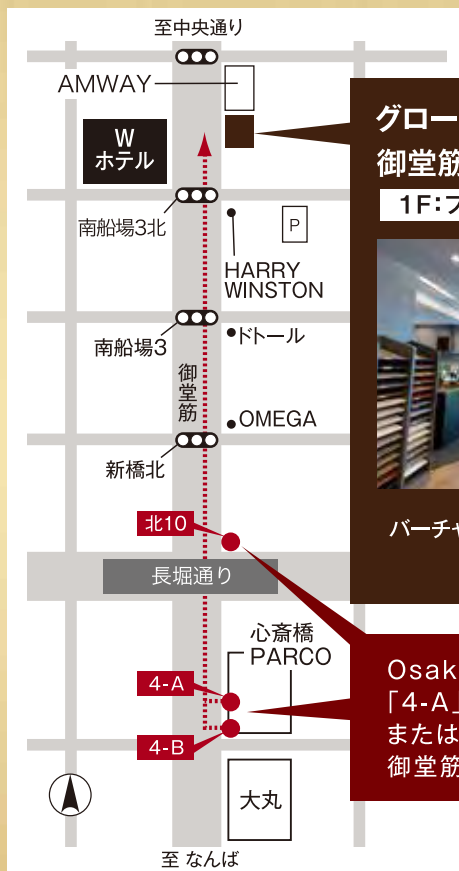 至中央通り
AMWAY
W
ホテル
グロー
御堂筋
1F:フ
南船場3北
P
HARRY
WINSTON
南船場3
ドトール
御堂筋
OMEGA
新橋北
バーチャ
北10
長堀通り
心斎橋
PARCO
4-A
4-B
Osak
「4-A」
または
御堂筋
大丸
至 なんば